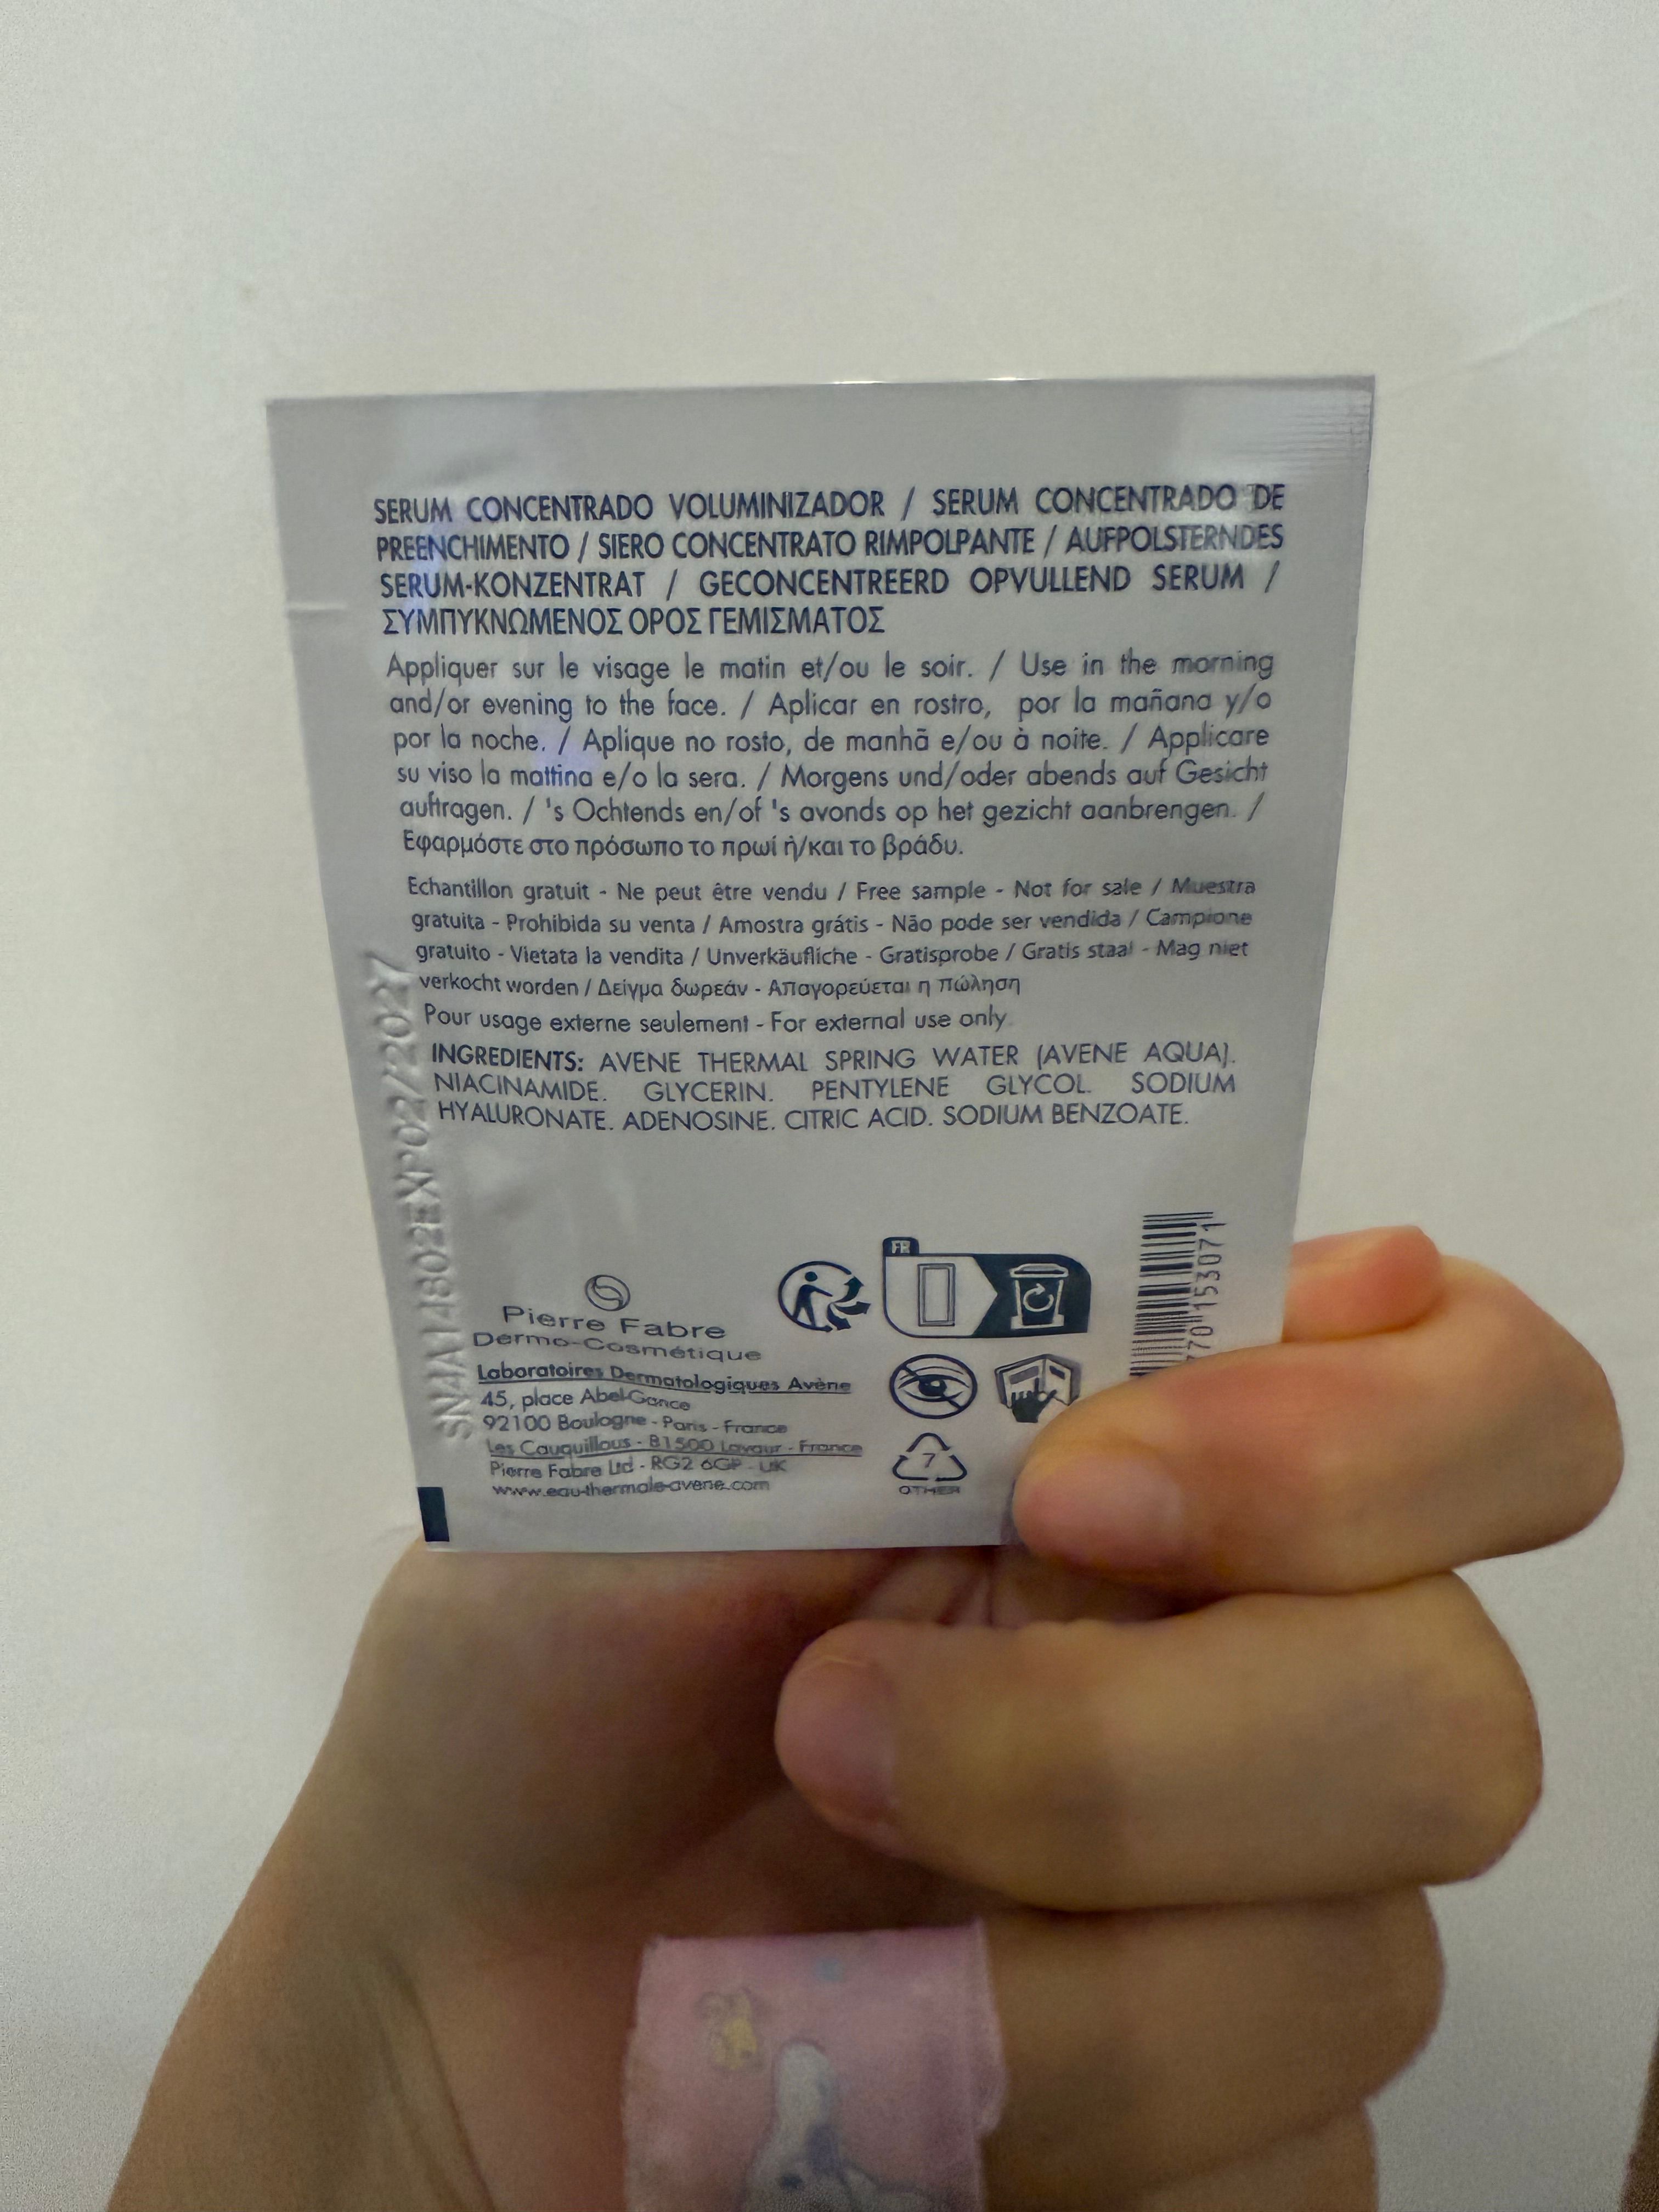 SERUM CONCENTRADO VOLUMINIZADOR / SERUM CONCENTRADO DE
PREENCHIMENTO / SIERO CONCENTRATO RIMPOLPANTE / AUFPOLSTERNDES
SERUM-KONZENTRAT / GECONCENTREERD OPVULLEND SERUM /
ΣΥΜΠΥΚΝΩΜΕΝΟΣ ΟΡΟΣ ΓΕΜΙΣΜΑΤΟΣ
Appliquer sur le visage le matin et/ou le soir. / Use in the morning
and/or evening to the face. / Aplicar en rostro, por la mañana y/o
por la noche. / Aplique no rosto, de manhã e/ou à noite. / Applicare
su viso la mattina e/o la sera. / Morgens und/oder abends auf Gesicht
auftragen. / 's Ochtends en/of 's avonds op het gezicht aanbrengen. /
Εφαρμόστε στο πρόσωπο το πρωί ή/και το βράδυ.
Echantillon gratuit - Ne peut être vendu / Free sample - Not for sale / Muestra
gratuita - Prohibida su venta / Amostra grátis - Não pode ser vendida / Campione
gratuito - Vietata la vendita / Unverkäufliche - Gratisprobe / Gratis staal - Mag niet
verkocht worden / Δείγμα δωρεάν - Απαγορεύεται η πώληση
Pour usage externe seulement - For external use only
INGREDIENTS: AVENE THERMAL SPRING WATER (AVENE AQUA).
NIACINAMIDE. GLYCERIN. PENTYLENE GLYCOL. SODIUM
HYALURONATE. ADENOSINE. CITRIC ACID. SODIUM BENZOATE.
SN4A14802EXP02/2027
FR
Pierre Fabre
Dermo-Cosmétique
Laboratoires Dermatologiques Avène
45, place Abel-Gance
92100 Boulogne - Paris - France
Les Cauquillous - 81500 Lavaur - France
Pierre Fabre Ltd - RG2 6GP - UK
www.eau-thermale-avene.com
7
OTHER
770153071